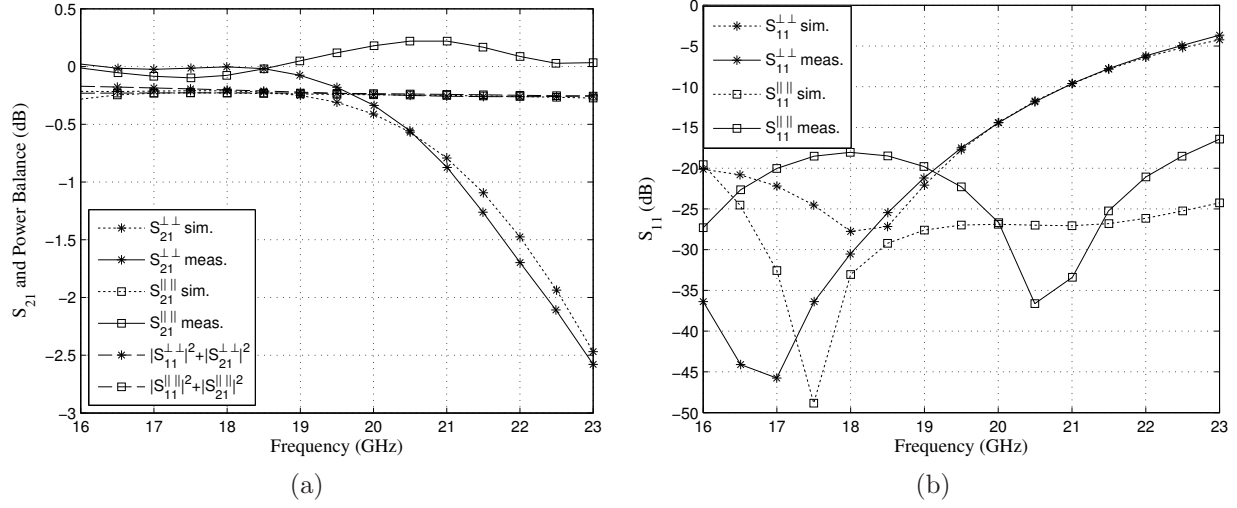 0.5
0
−0.5
−1
−1.5
−2
−2.5
−3
S21 and Power Balance (dB)
S21⊥⊥ sim.
S21⊥⊥ meas.
S21|| || sim.
S21|| || meas.
|S11⊥⊥|2+|S21⊥⊥|2
|S11|| |||2+|S21|| |||2
16 17 18 19 20 21 22 23
Frequency (GHz)
(a)
0
−5
−10
−15
−20
−25
−30
−35
−40
−45
−50
S11 (dB)
S11⊥⊥ sim.
S11⊥⊥ meas.
S11|| || sim.
S11|| || meas.
16 17 18 19 20 21 22 23
Frequency (GHz)
(b)